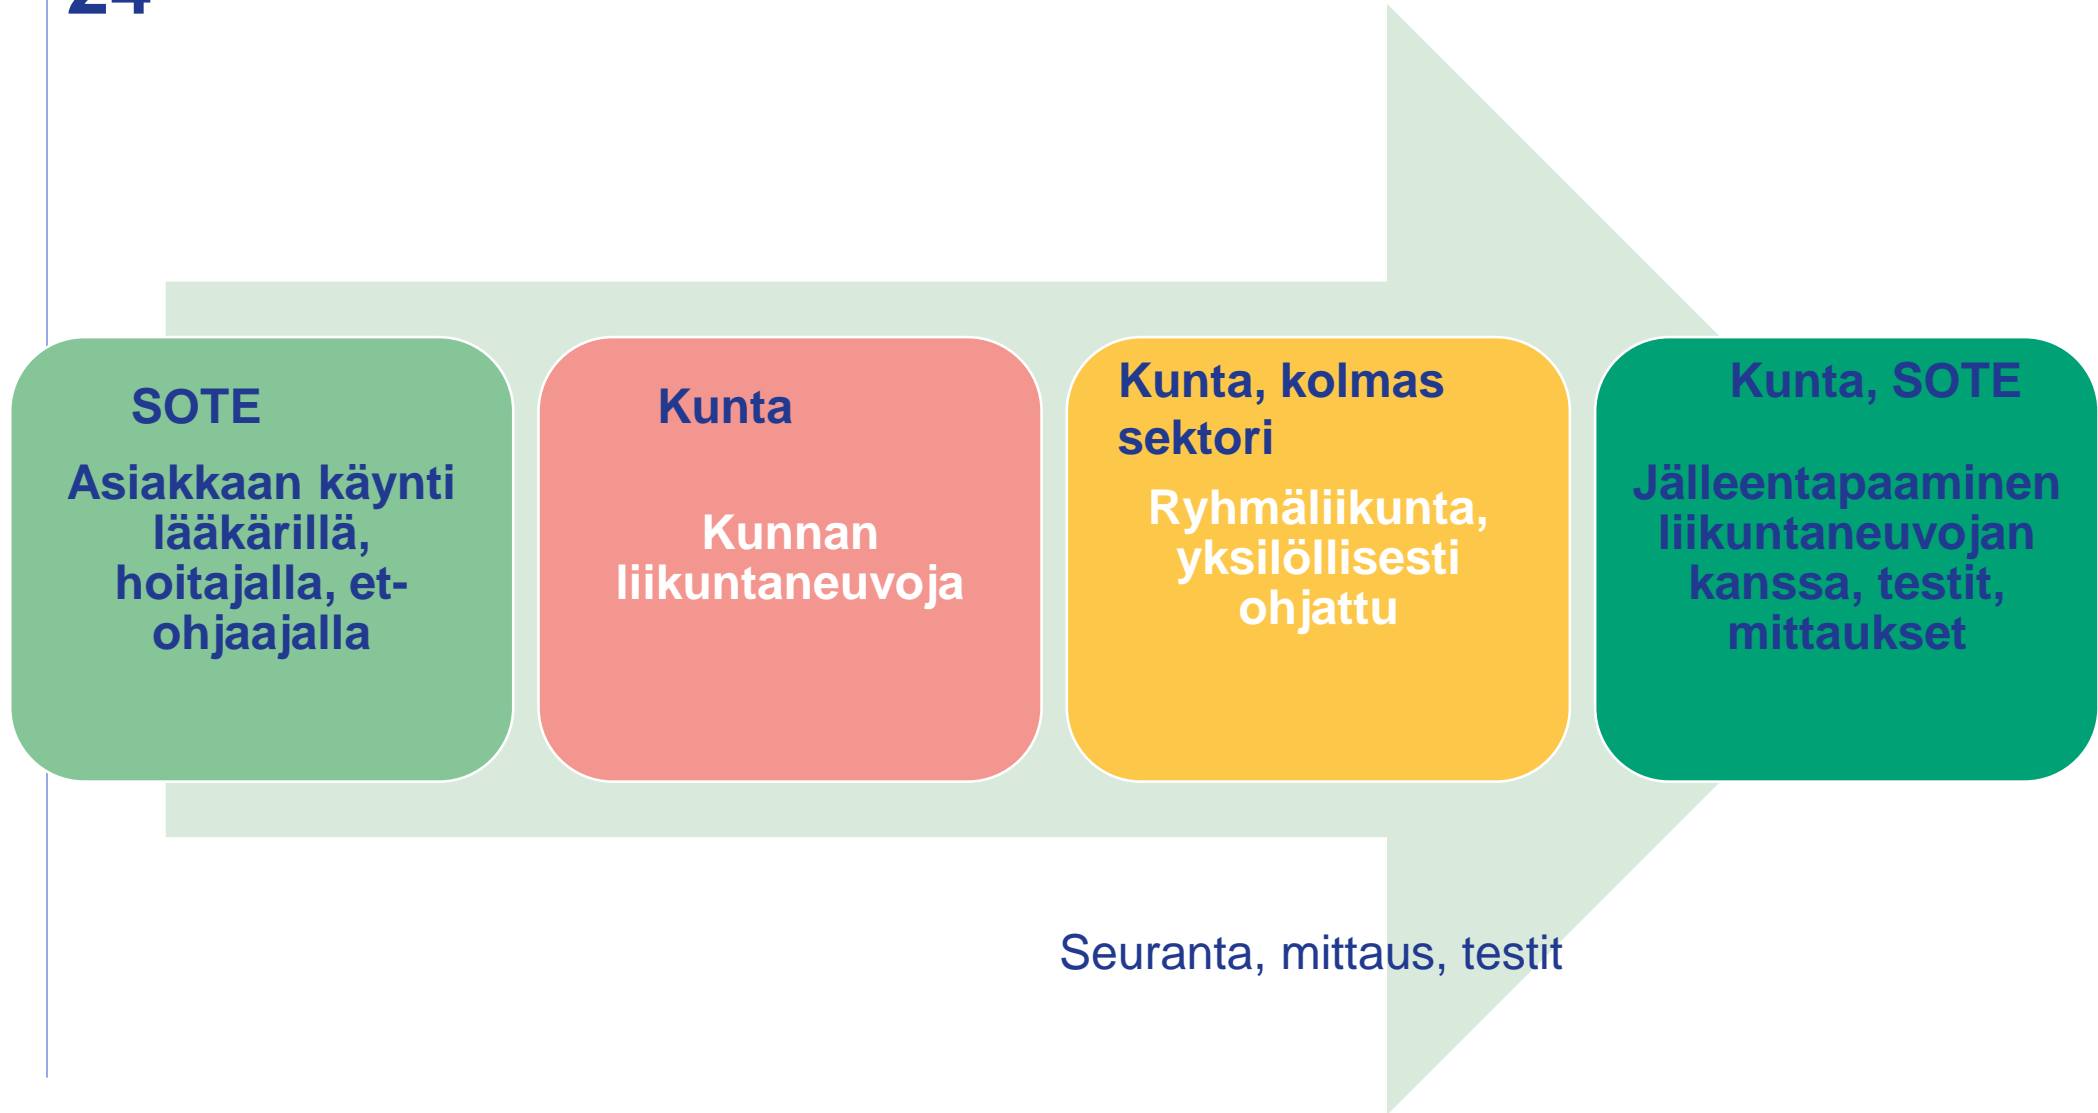 24
SOTE
Asiakkaan käynti
lääkärillä,
hoitajalla, et-
ohjaajalla
Kunta
Kunnan
liikuntaneuvoja
Kunta, kolmas
sektori
Ryhmäliikunta,
yksilöllisesti
ohjattu
Kunta, SOTE
Jälleentapaaminen
liikuntaneuvojan
kanssa, testit,
mittaukset
Seuranta, mittaus, testit